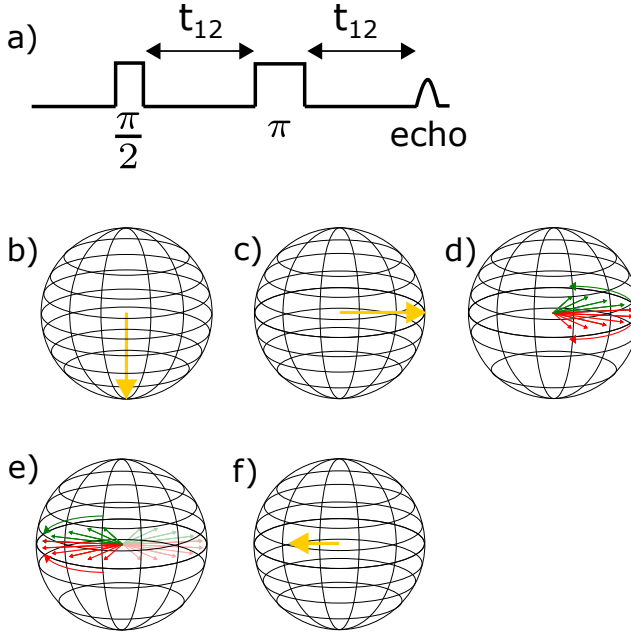 a)
t12 t12
π/2 π echo
b) c) d)
e) f)